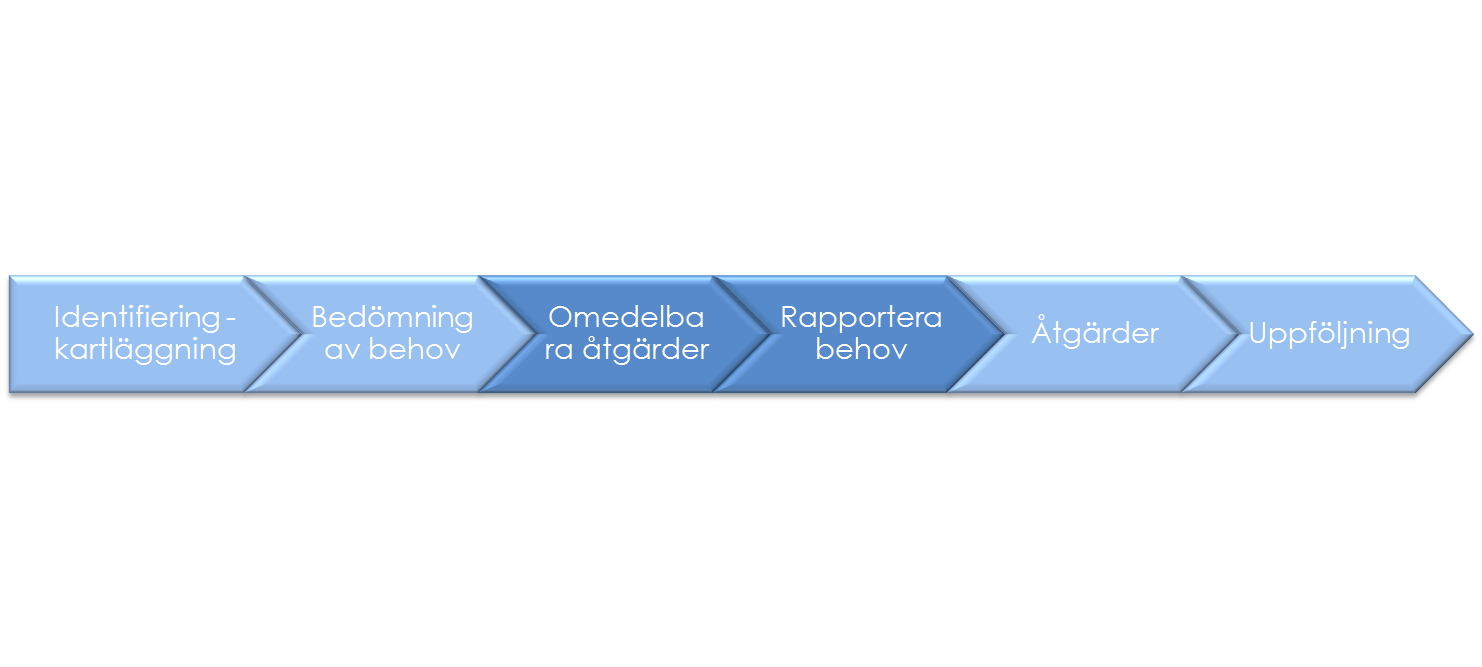 Identifiering -
kartläggning
Bedömning
av behov
Omedelba
ra åtgärder
Rapportera
behov
Åtgärder
Uppföljning